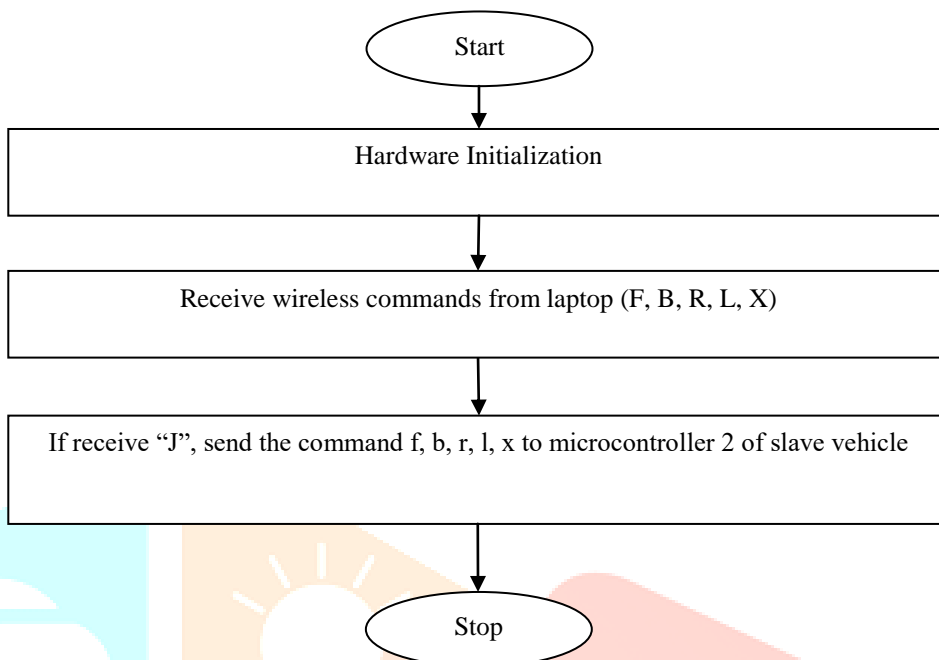 Start
Hardware Initialization
Receive wireless commands from laptop (F, B, R, L, X)
If receive “J”, send the command f, b, r, l, x to microcontroller 2 of slave vehicle
Stop